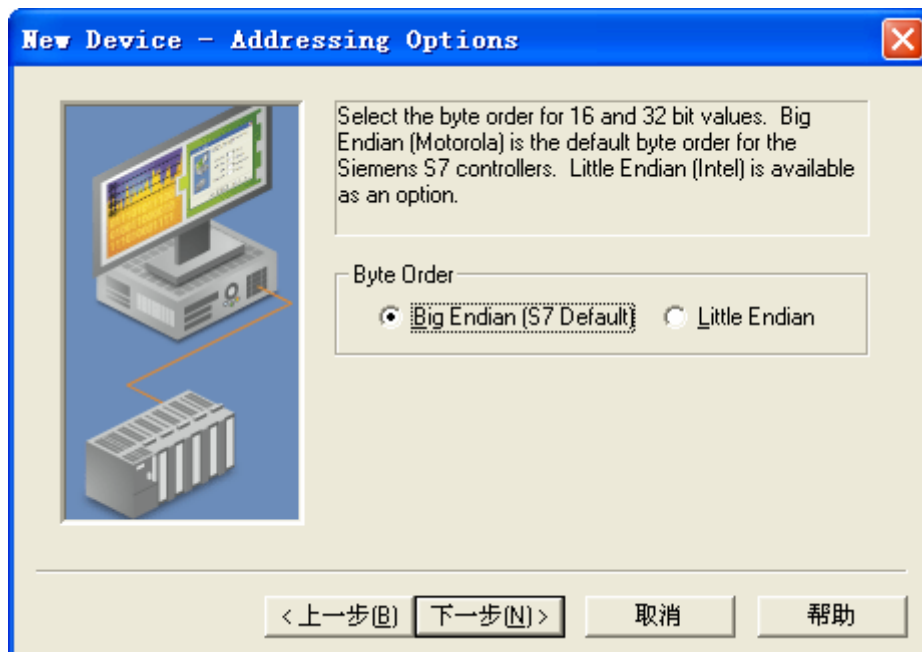 New Device - Addressing Options
Select the byte order for 16 and 32 bit values. Big
Endian (Motorola) is the default byte order for the
Siemens S7 controllers. Little Endian (Intel) is available
as an option.
Byte Order
Big Endian (S7 Default) Little Endian
<上一步(B) 下一步(N)> 取消 帮助